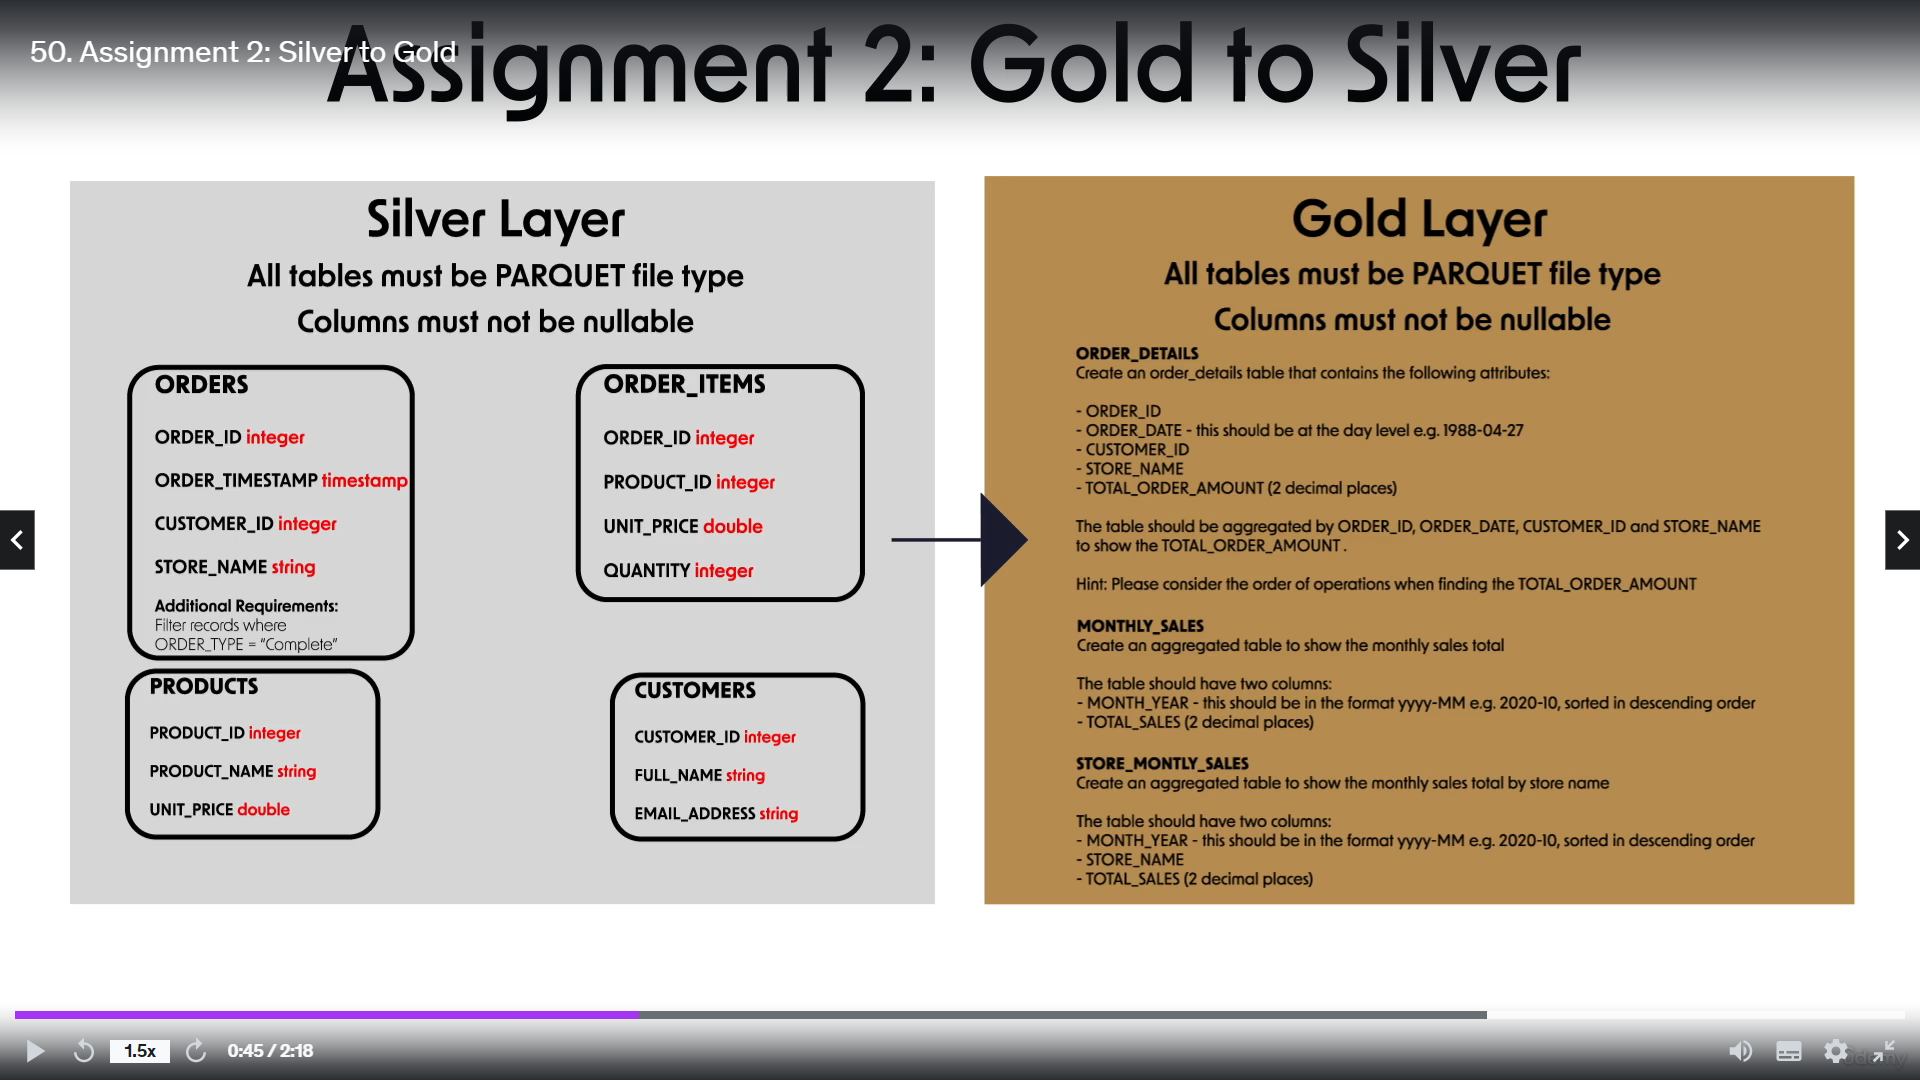 50. Assignment 2: Silver to Gold
Assignment 2: Gold to Silver
Silver Layer
All tables must be PARQUET file type
Columns must not be nullable
ORDERS
ORDER_ID integer
ORDER_TIMESTAMP timestamp
CUSTOMER_ID integer
STORE_NAME string
Additional Requirements:
Filter records where
ORDER_TYPE = “Complete”
ORDER_ITEMS
ORDER_ID integer
PRODUCT_ID integer
UNIT_PRICE double
QUANTITY integer
PRODUCTS
PRODUCT_ID integer
PRODUCT_NAME string
UNIT_PRICE double
CUSTOMERS
CUSTOMER_ID integer
FULL_NAME string
EMAIL_ADDRESS string
Gold Layer
All tables must be PARQUET file type
Columns must not be nullable
ORDER_DETAILS
Create an order_details table that contains the following attributes:
- ORDER_ID
- ORDER_DATE - this should be at the day level e.g. 1988-04-27
- CUSTOMER_ID
- STORE_NAME
- TOTAL_ORDER_AMOUNT (2 decimal places)
The table should be aggregated by ORDER_ID, ORDER_DATE, CUSTOMER_ID and STORE_NAME
to show the TOTAL_ORDER_AMOUNT .
Hint: Please consider the order of operations when finding the TOTAL_ORDER_AMOUNT
MONTHLY_SALES
Create an aggregated table to show the monthly sales total
The table should have two columns:
- MONTH_YEAR - this should be in the format yyyy-MM e.g. 2020-10, sorted in descending order
- TOTAL_SALES (2 decimal places)
STORE_MONTLY_SALES
Create an aggregated table to show the monthly sales total by store name
The table should have two columns:
- MONTH_YEAR - this should be in the format yyyy-MM e.g. 2020-10, sorted in descending order
- STORE_NAME
- TOTAL_SALES (2 decimal places)
1.5x
0:45 / 2:18
udemy